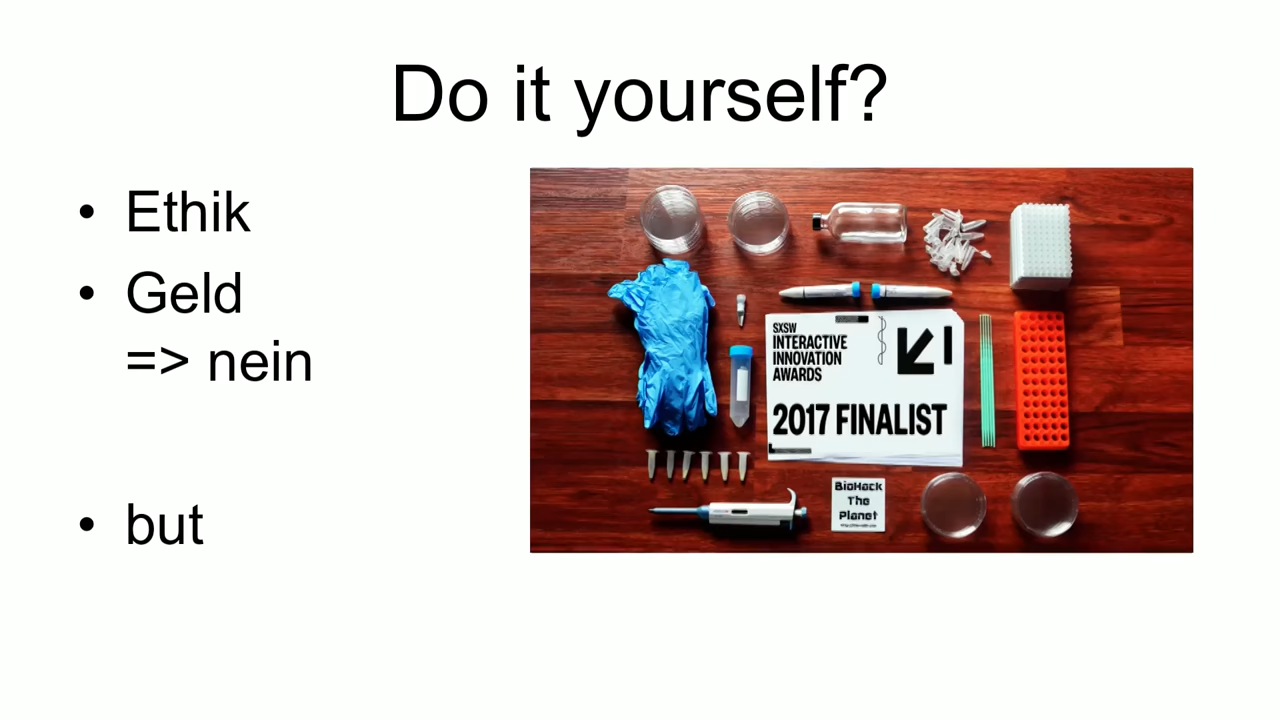 Do it yourself?
• Ethik
• Geld
=> nein
• but
SXSW
INTERACTIVE
INNOVATION
AWARDS
2017 FINALIST
BioHack
The
Planet